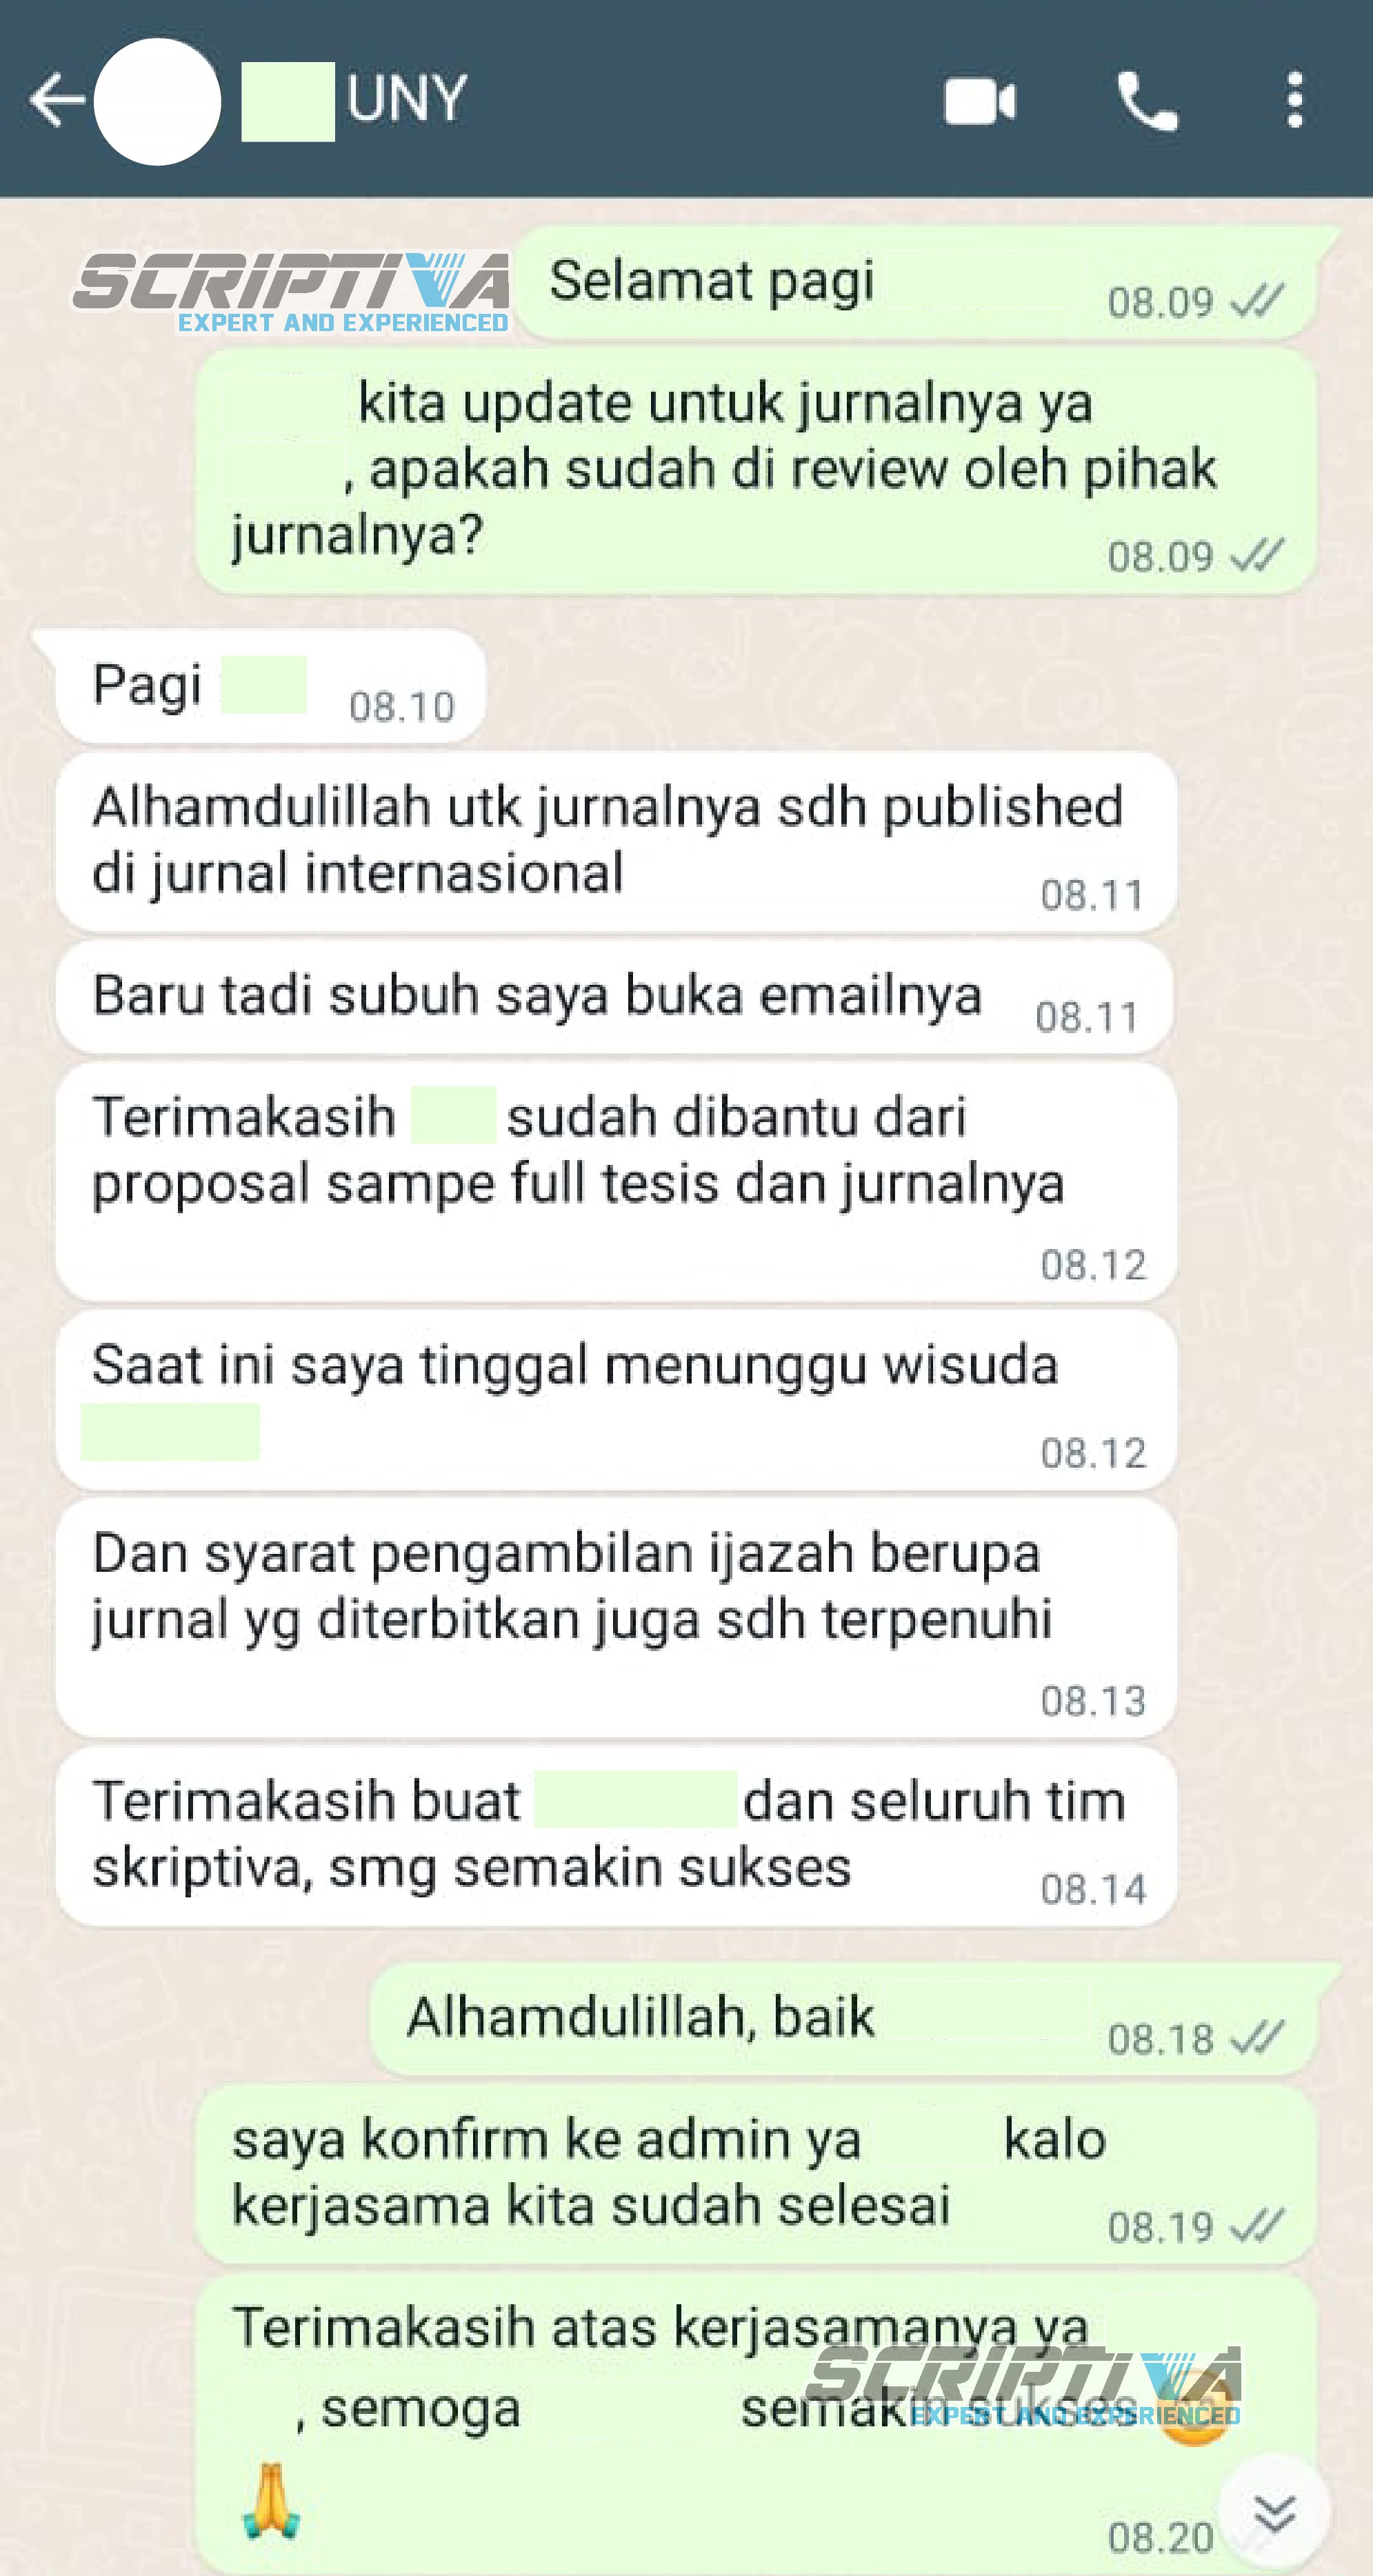 UNY
SCRIPTIVA
EXPERT AND EXPERIENCED
Selamat pagi
08.09
kita update untuk jurnalnya ya
, apakah sudah di review oleh pihak
jurnalnya?
08.09
Pagi
08.10
Alhamdulillah utk jurnalnya sdh published
di jurnal internasional
08.11
Baru tadi subuh saya buka emailnya
08.11
Terimakasih sudah dibantu dari
proposal sampe full tesis dan jurnalnya
08.12
Saat ini saya tinggal menunggu wisuda
08.12
Dan syarat pengambilan ijazah berupa
jurnal yg diterbitkan juga sdh terpenuhi
08.13
Terimakasih buat dan seluruh tim
skriptiva, smg semakin sukses
08.14
Alhamdulillah, baik
08.18
saya konfirm ke admin ya kalo
kerjasama kita sudah selesai
08.19
Terimakasih atas kerjasamanya ya
, semoga semakin sukses 😊
🙏
08.20
SCRIPTIVA
EXPERT AND EXPERIENCED